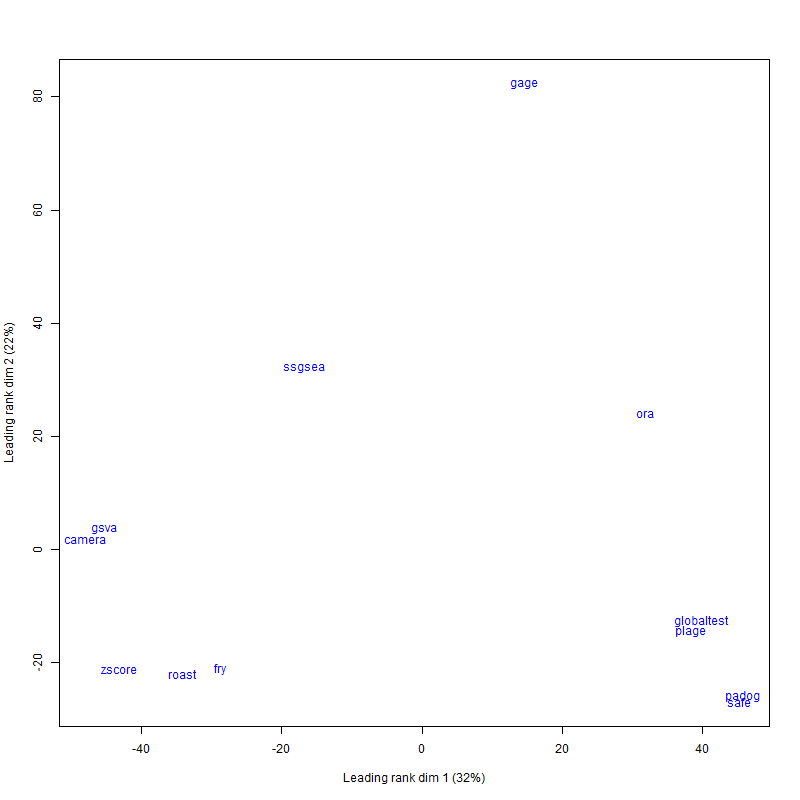 gage
ssgsea
ora
gsva
camera
globaltest
plage
zscore
roast
fry
padog
safe
80
60
40
20
0
-20
Leading rank dim 2 (22%)
-40
-20
0
20
40
Leading rank dim 1 (32%)